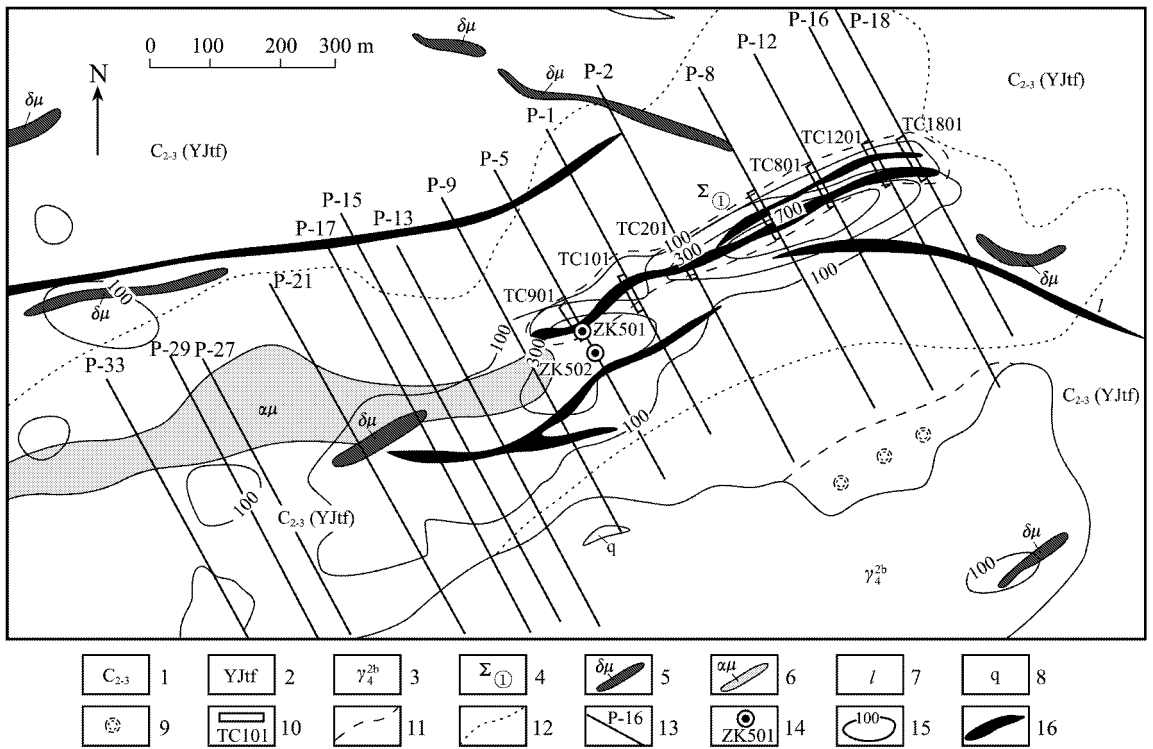 P-16
P-18
δμ
0 100 200 300 m
P-12
δμ
N
P-2
P-8
C₂₋₃ (YJtf)
δμ
P-1
TC1801
TC1201
C₂₋₃ (YJtf)
P-5
TC801
P-9
P-15
Σ①
700
P-13
TC201
100
P-17
300
TC101
δμ
P-21
100
100
TC901
l
δμ
100
ZK501
P-29
P-27
300
P-33
ZK502
C₂₋₃ (YJtf)
αμ
δμ
100
100
C₂₋₃ (YJtf)
q
δμ
100
γ₄²ᵇ
C₂₋₃ 1
YJtf 2
γ₄²ᵇ 3
Σ① 4
δμ 5
αμ 6
l 7
q 8
9
TC101 10
11
12
P-16 13
ZK501 14
100 15
16